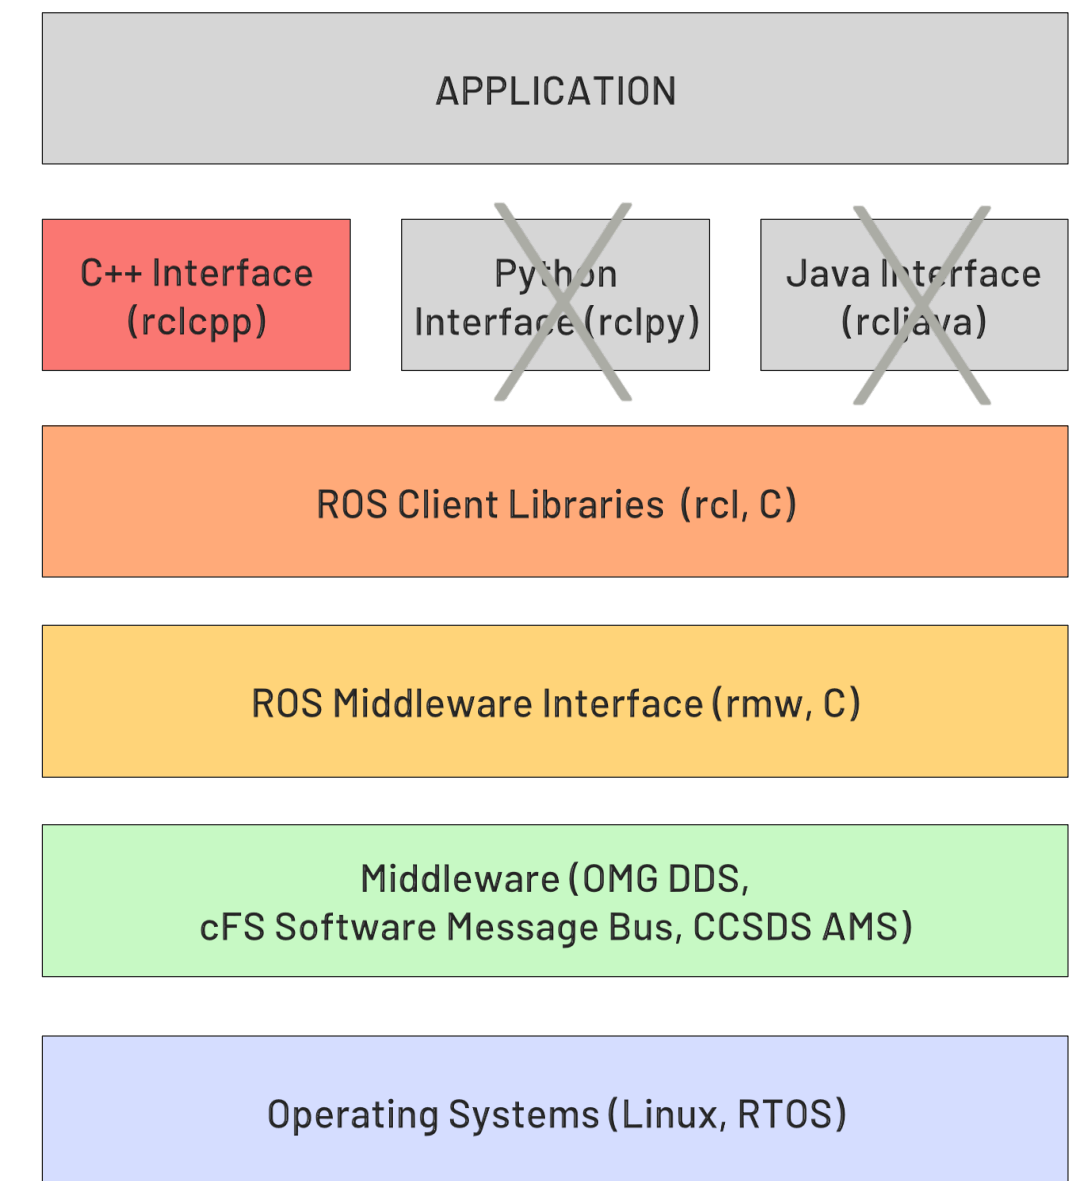 APPLICATION
C++ Interface
(rclcpp)
Python
Interface (rclpy)
Java Interface
(rcljava)
ROS Client Libraries (rcl, C)
ROS Middleware Interface (rmw, C)
Middleware (OMG DDS,
cFS Software Message Bus, CCSDS AMS)
Operating Systems (Linux, RTOS)